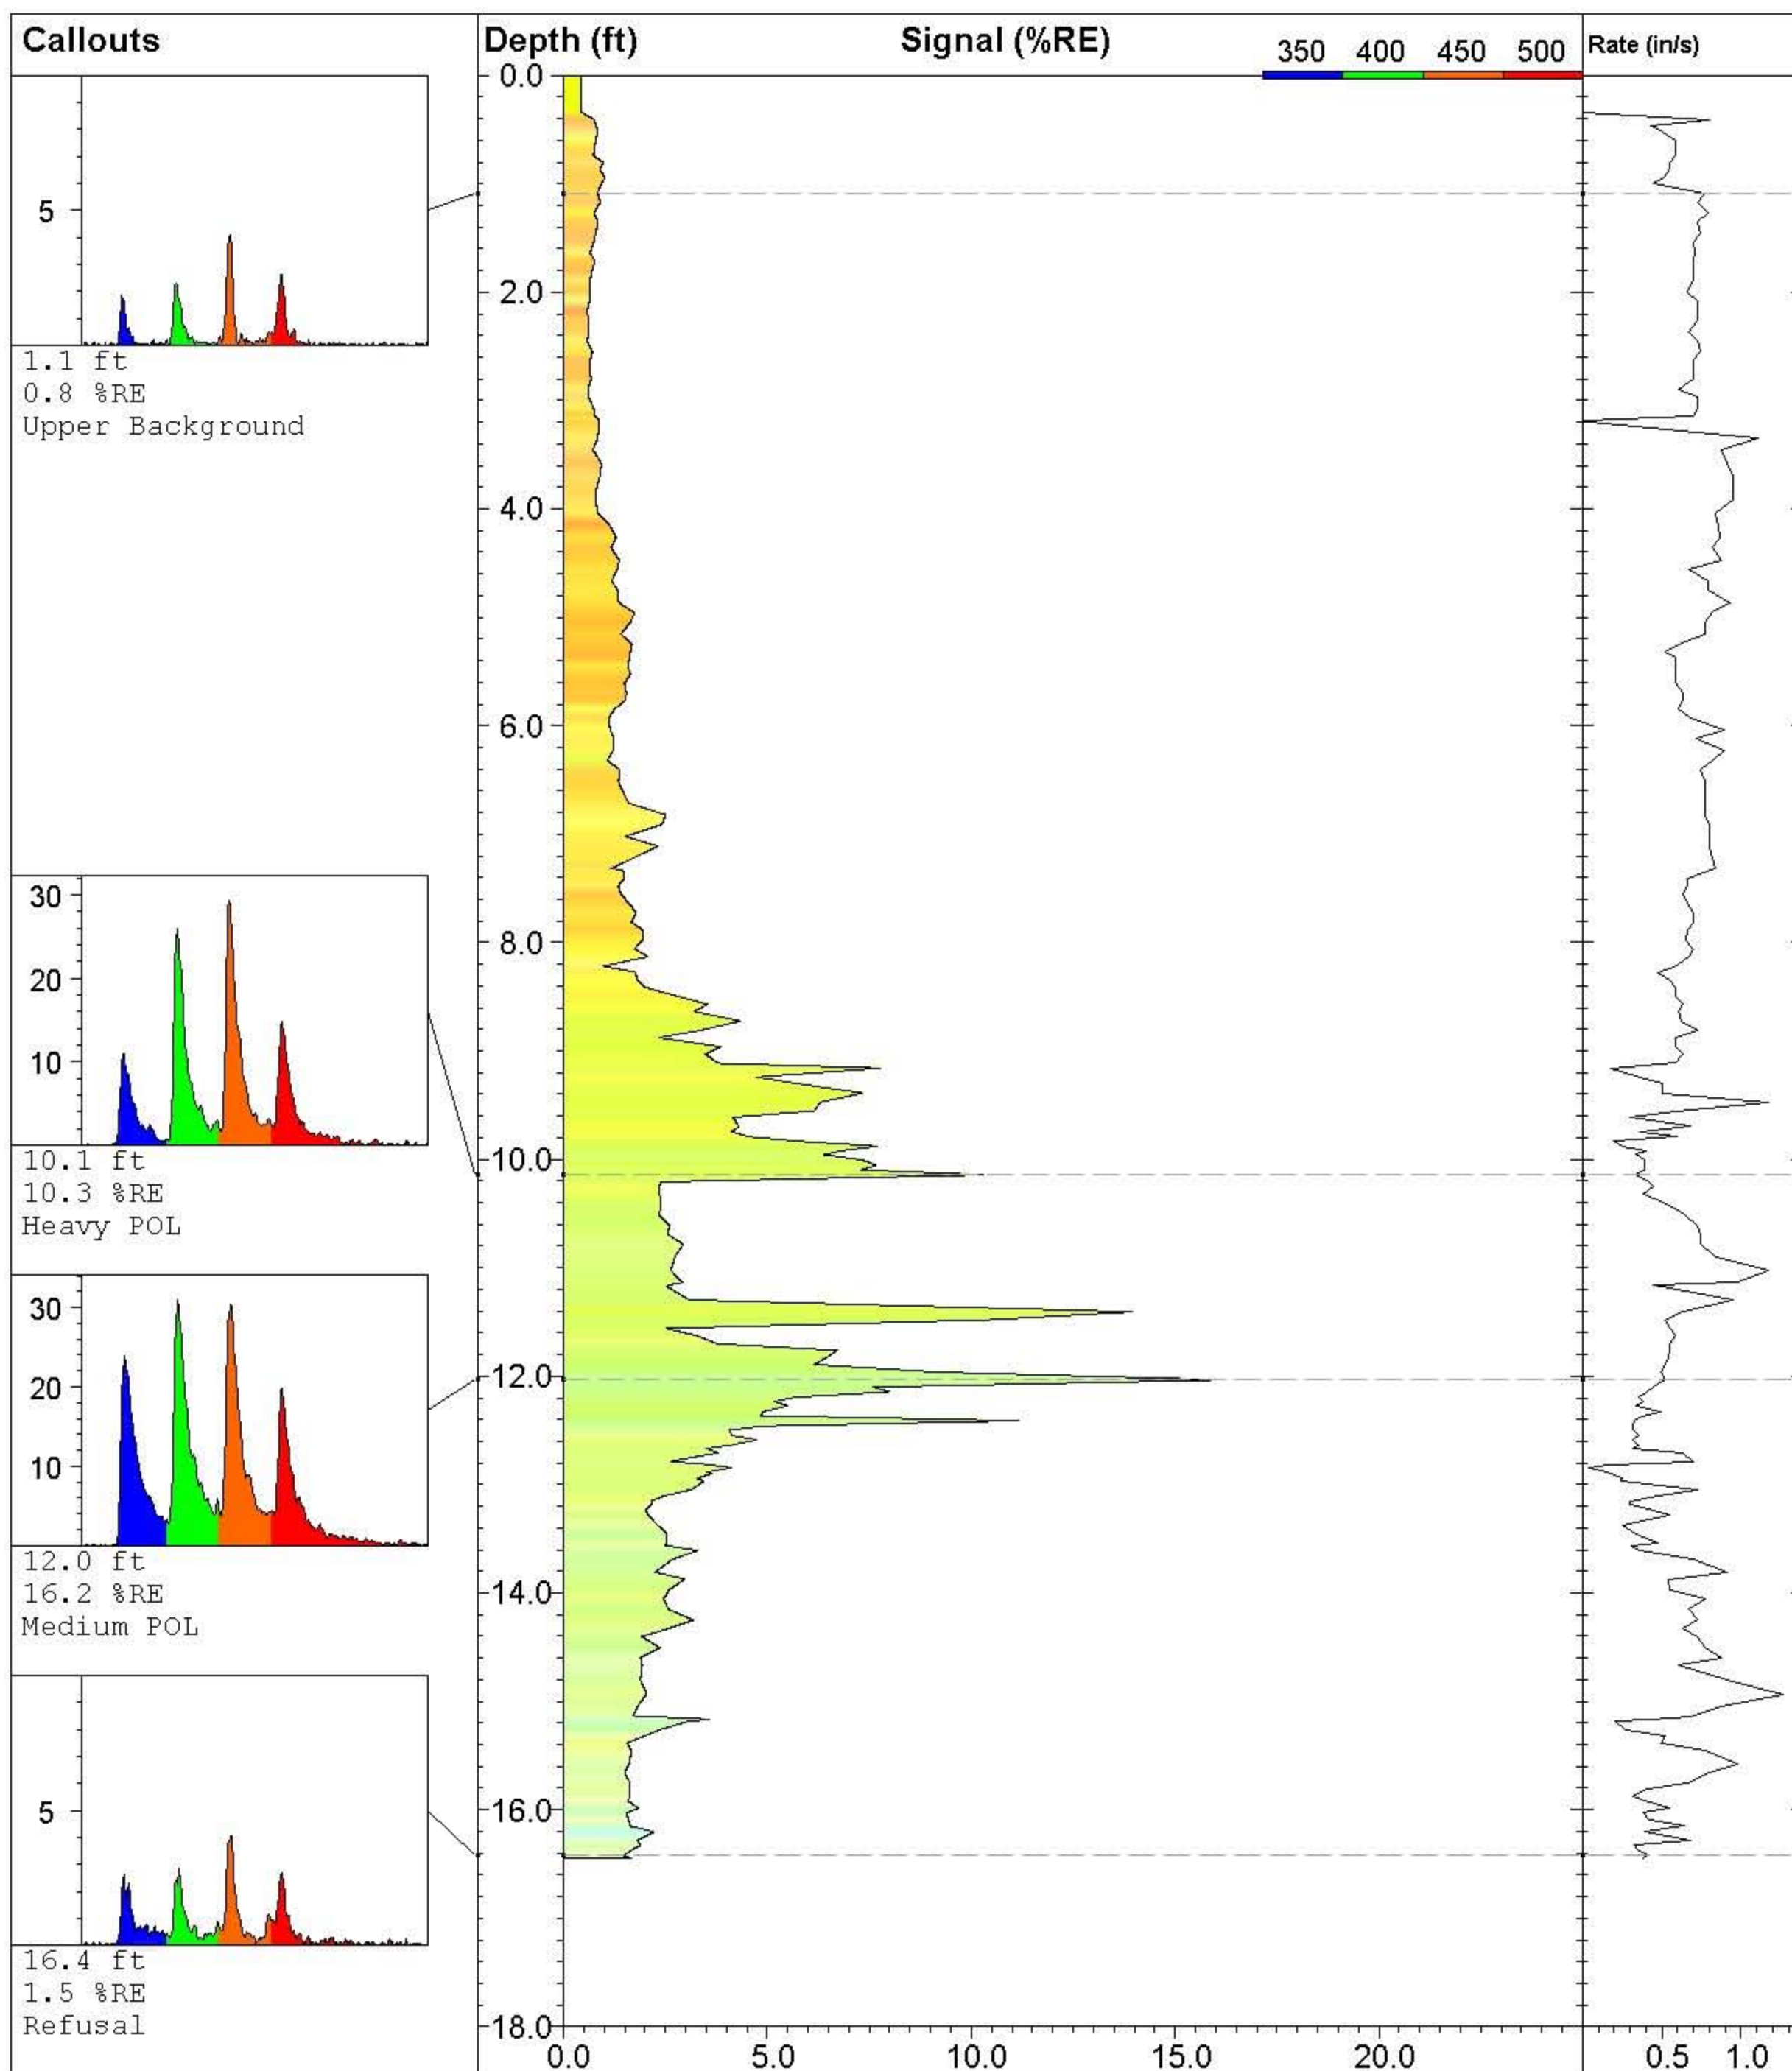 Callouts
Depth (ft)
Signal (%RE)
350 400 450 500
Rate (in/s)
5
1.1 ft
0.8 %RE
Upper Background
30
20
10
10.1 ft
10.3 %RE
Heavy POL
30
20
10
12.0 ft
16.2 %RE
Medium POL
5
16.4 ft
1.5 %RE
Refusal
0.0
2.0
4.0
6.0
8.0
10.0
12.0
14.0
16.0
18.0
0.0 5.0 10.0 15.0 20.0
0.5 1.0